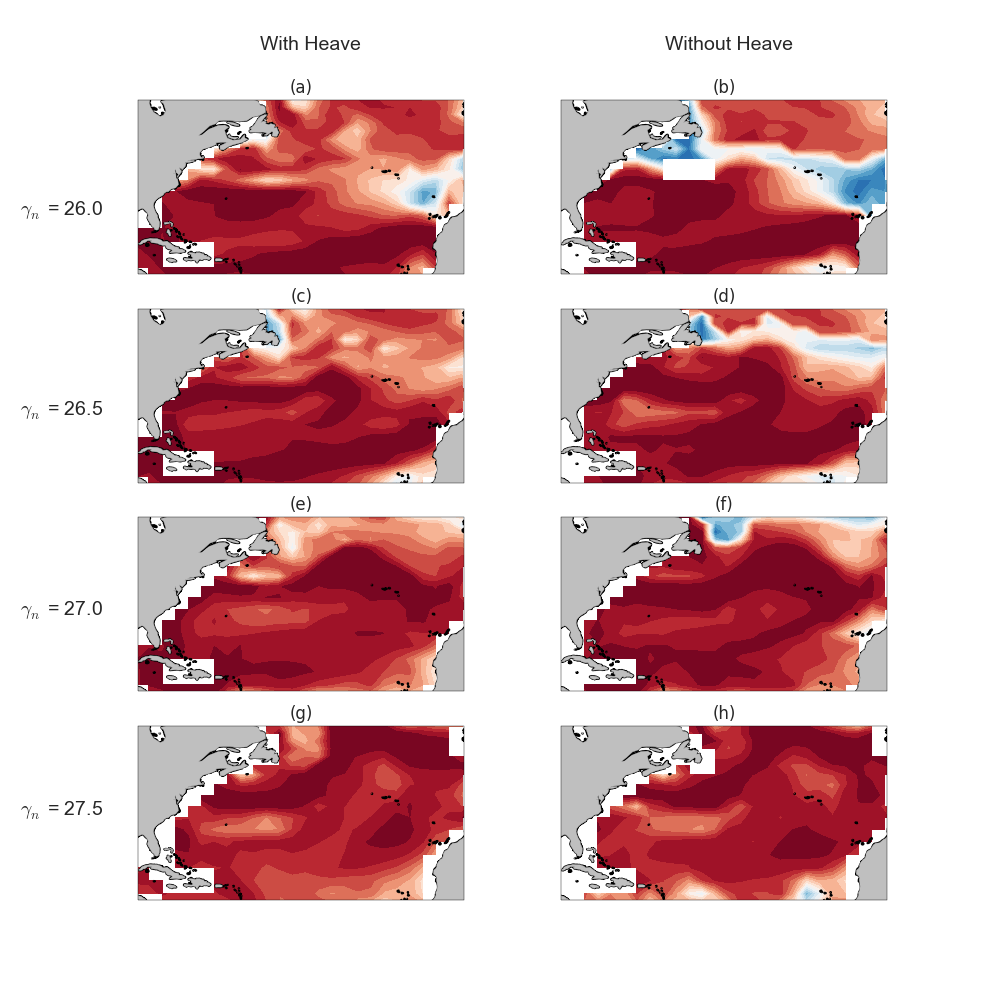 With Heave Without Heave
(a) (b)
γn = 26.0
(c) (d)
γn = 26.5
(e) (f)
γn = 27.0
(g) (h)
γn = 27.5